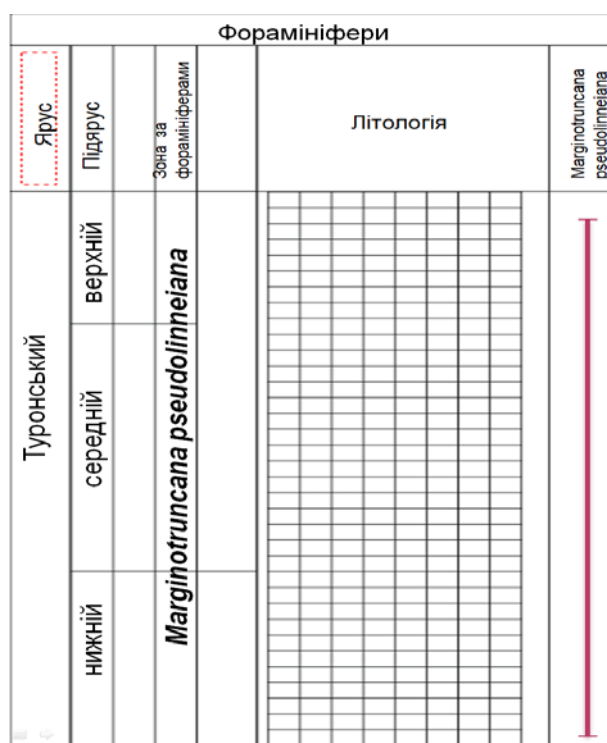 Форамініфери
Ярус
Підярус
Зона за
форамініферами
Літологія
Marginotruncana
pseudolinneiana
Туронський
верхній
середній
нижній
Marginotruncana pseudolinneiana